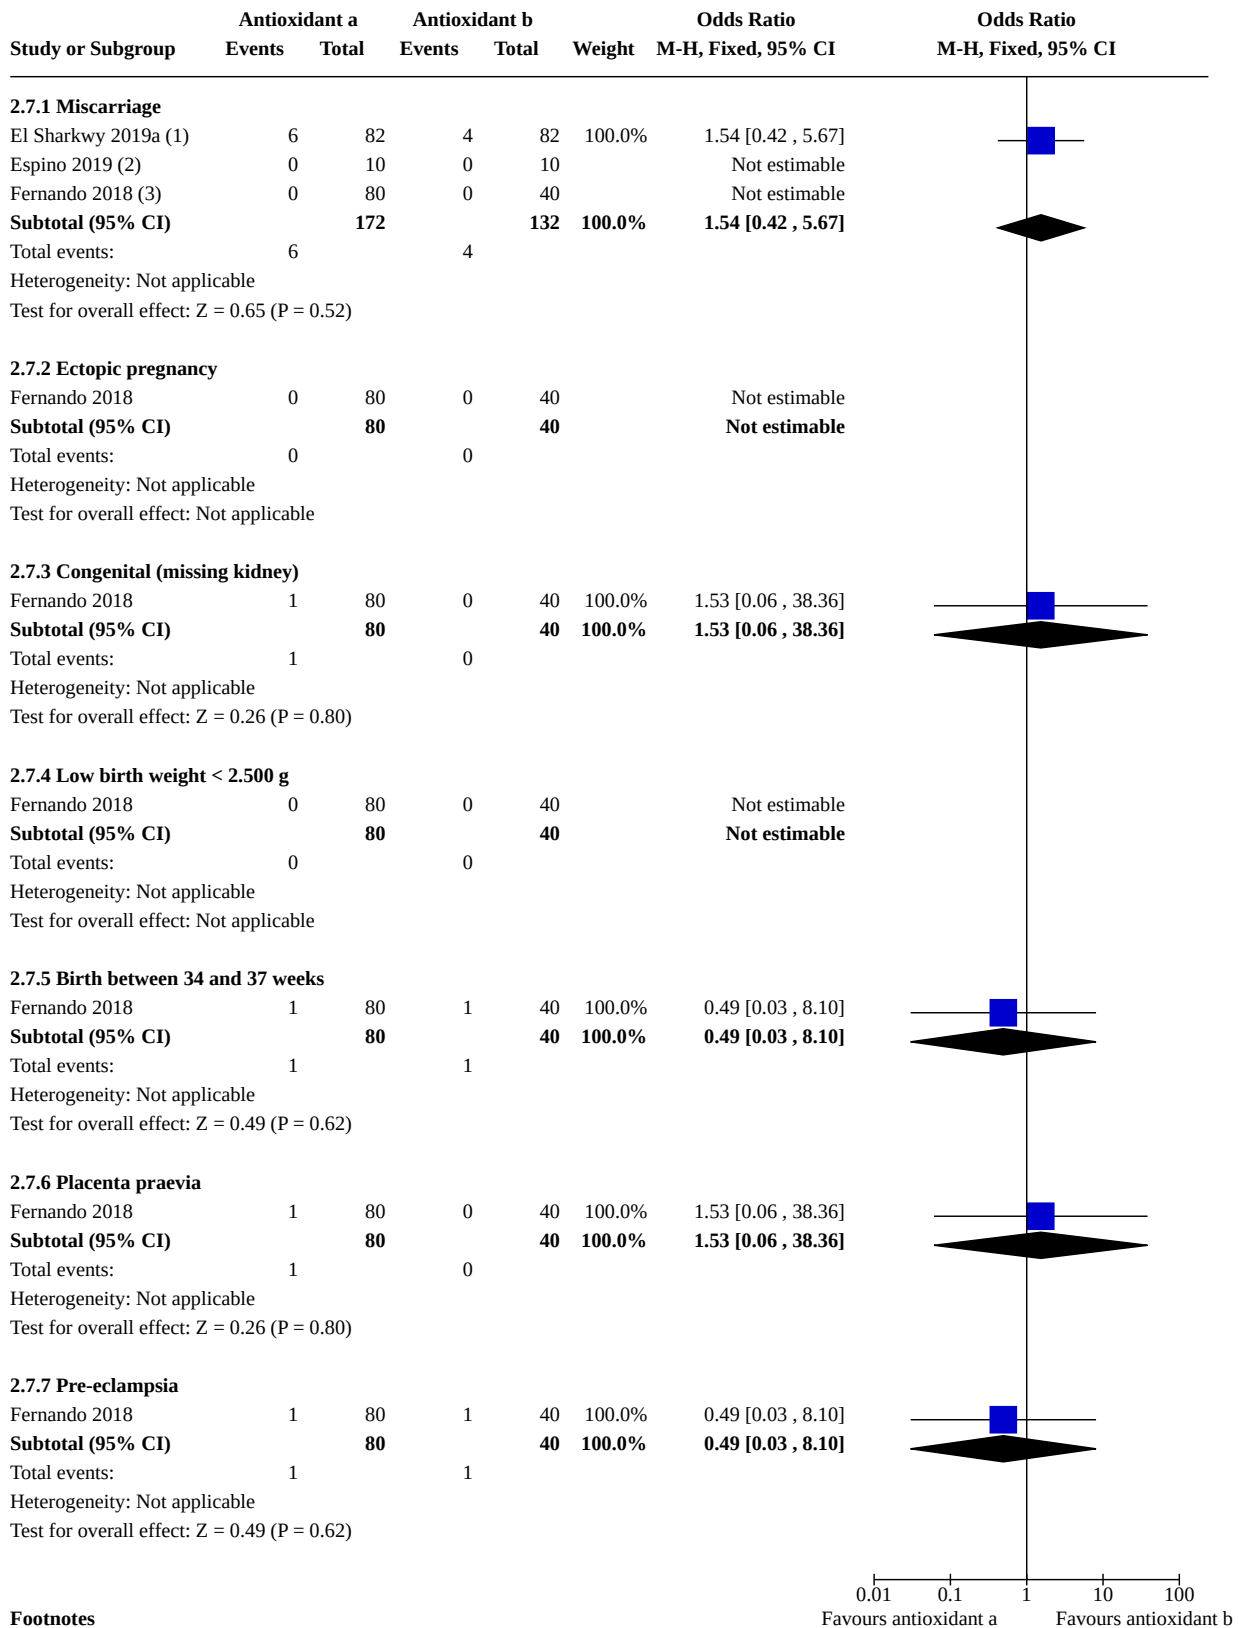 Antioxidant a Antioxidant b Odds Ratio Odds Ratio
Study or Subgroup Events Total Events Total Weight M-H, Fixed, 95% CI M-H, Fixed, 95% CI
2.7.1 Miscarriage
El Sharkwy 2019a (1) 6 82 4 82 100.0% 1.54 [0.42 , 5.67]
Espino 2019 (2) 0 10 0 10 Not estimable
Fernando 2018 (3) 0 80 0 40 Not estimable
Subtotal (95% CI) 172 132 100.0% 1.54 [0.42 , 5.67]
Total events: 6 4
Heterogeneity: Not applicable
Test for overall effect: Z = 0.65 (P = 0.52)
2.7.2 Ectopic pregnancy
Fernando 2018 0 80 0 40 Not estimable
Subtotal (95% CI) 80 40 Not estimable
Total events: 0 0
Heterogeneity: Not applicable
Test for overall effect: Not applicable
2.7.3 Congenital (missing kidney)
Fernando 2018 1 80 0 40 100.0% 1.53 [0.06 , 38.36]
Subtotal (95% CI) 80 40 100.0% 1.53 [0.06 , 38.36]
Total events: 1 0
Heterogeneity: Not applicable
Test for overall effect: Z = 0.26 (P = 0.80)
2.7.4 Low birth weight < 2.500 g
Fernando 2018 0 80 0 40 Not estimable
Subtotal (95% CI) 80 40 Not estimable
Total events: 0 0
Heterogeneity: Not applicable
Test for overall effect: Not applicable
2.7.5 Birth between 34 and 37 weeks
Fernando 2018 1 80 1 40 100.0% 0.49 [0.03 , 8.10]
Subtotal (95% CI) 80 40 100.0% 0.49 [0.03 , 8.10]
Total events: 1 1
Heterogeneity: Not applicable
Test for overall effect: Z = 0.49 (P = 0.62)
2.7.6 Placenta praevia
Fernando 2018 1 80 0 40 100.0% 1.53 [0.06 , 38.36]
Subtotal (95% CI) 80 40 100.0% 1.53 [0.06 , 38.36]
Total events: 1 0
Heterogeneity: Not applicable
Test for overall effect: Z = 0.26 (P = 0.80)
2.7.7 Pre-eclampsia
Fernando 2018 1 80 1 40 100.0% 0.49 [0.03 , 8.10]
Subtotal (95% CI) 80 40 100.0% 0.49 [0.03 , 8.10]
Total events: 1 1
Heterogeneity: Not applicable
Test for overall effect: Z = 0.49 (P = 0.62)
0.01 0.1 1 10 100
Footnotes Favours antioxidant a Favours antioxidant b